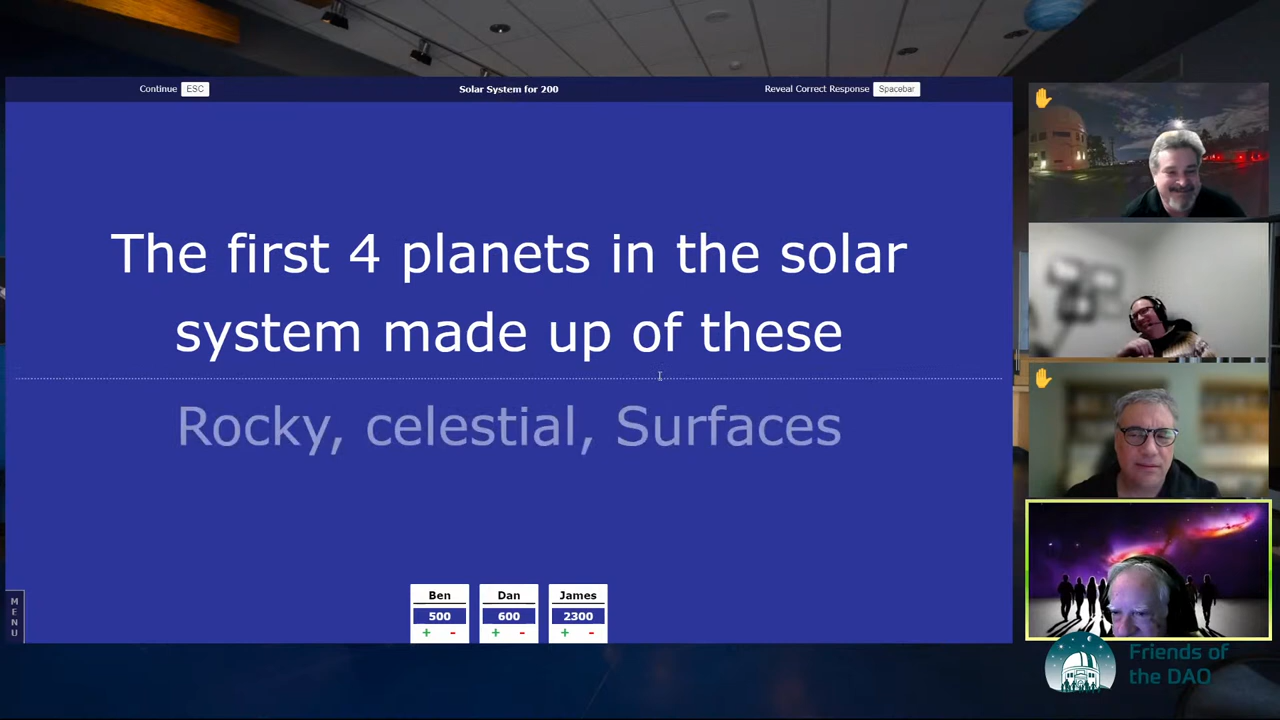 Continue ESC
Solar System for 200
Reveal Correct Response Spacebar
The first 4 planets in the solar
system made up of these
Rocky, celestial, Surfaces
MENU
Ben Dan James
500 600 2300
+ - + - + -
Friends of
the DAO